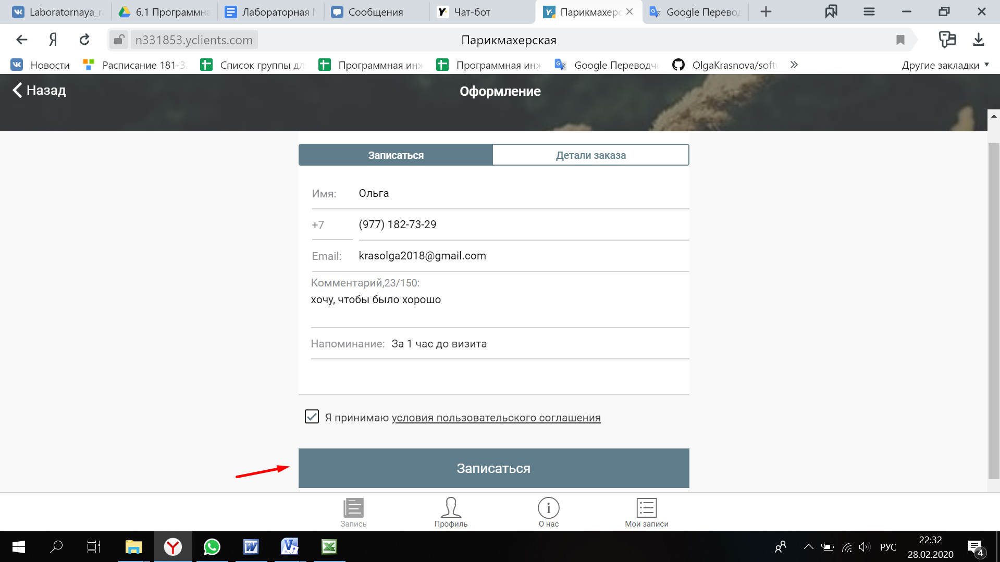 Laboratornaya_r
6.1 Программна
Лабораторная №
Сообщения
Чат-бот
Парикмахерс
Google Перевод
n331853.yclients.com
Парикмахерская
Новости
Расписание 181-32
Список группы дл
Программная инж
Программная инж
Google Переводчи
OlgaKrasnova/softw
Другие закладки
Назад
Оформление
Записаться
Детали заказа
Имя: Ольга
+7 (977) 182-73-29
Email: krasolga2018@gmail.com
Комментарий,23/150:
хочу, чтобы было хорошо
Напоминание: За 1 час до визита
Я принимаю условия пользовательского соглашения
Записаться
Запись
Профиль
О нас
Мои записи
РУС
22:32
28.02.2020
4